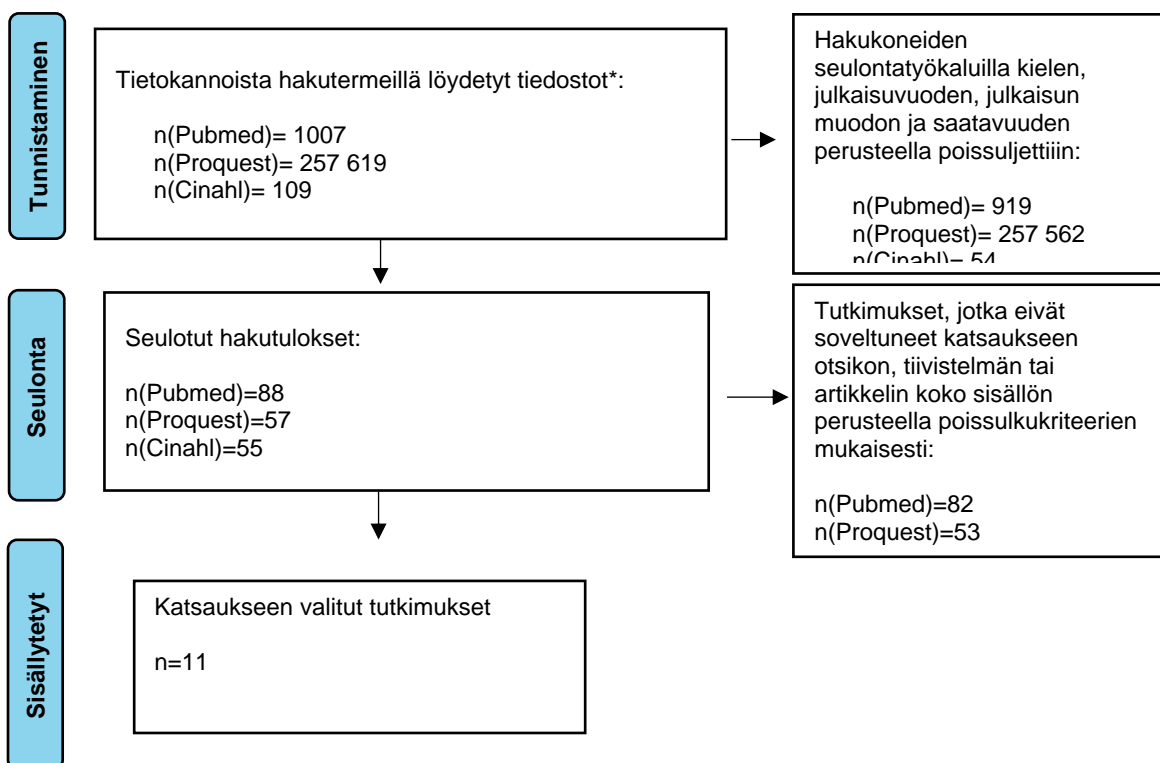 Tunnistaminen
Tietokannoista hakutermeillä löydetyt tiedostot*:
n(Pubmed)= 1007
n(Proquest)= 257 619
n(Cinahl)= 109
Hakukoneiden
seulontatyökaluilla kielen,
julkaisuvuoden, julkaisun
muodon ja saatavuuden
perusteella poissuljettiiin:
n(Pubmed)= 919
n(Proquest)= 257 562
n(Cinahl)= 54
Seulonta
Seulotut hakutulokset:
n(Pubmed)=88
n(Proquest)=57
n(Cinahl)=55
Tutkimukset, jotka eivät
soveltuneet katsaukseen
otsikon, tiivistelmän tai
artikkelin koko sisällön
perusteella poissulkukriteerien
mukaisesti:
n(Pubmed)=82
n(Proquest)=53
Sisällytetyt
Katsaukseen valitut tutkimukset
n=11